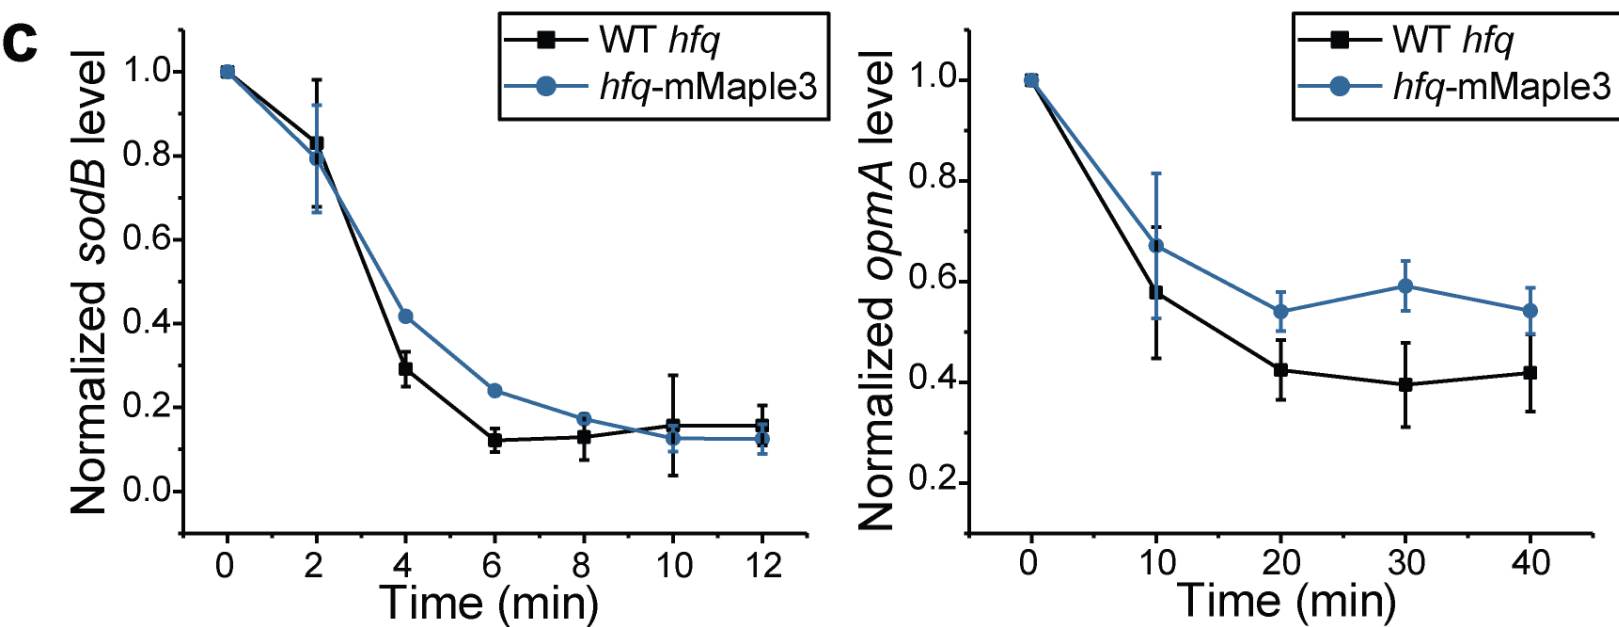 c
WT hfq
hfq-mMaple3
Normalized sodB level
1.0
0.8
0.6
0.4
0.2
0.0
0 2 4 6 8 10 12
Time (min)
WT hfq
hfq-mMaple3
Normalized opmA level
1.0
0.8
0.6
0.4
0.2
0 10 20 30 40
Time (min)